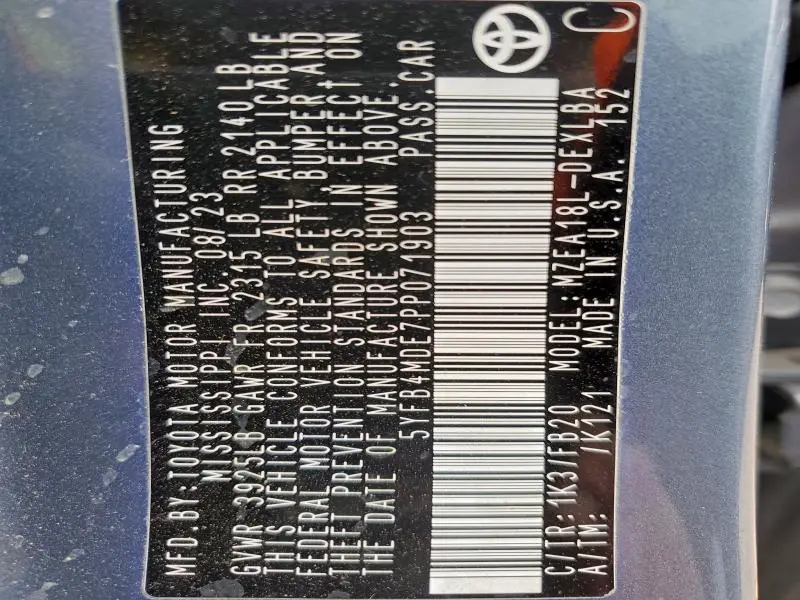 MFD.BY:TOYOTA MOTOR MANUFACTURING
MISSISSIPPI INC 08/23
GVWR 3925LB GAWR FR 2315 LB RR 2140 LB
THIS VEHICLE CONFORMS TO ALL APPLICABLE
FEDERAL MOTOR VEHICLE SAFETY BUMPER, AND
THEFT PREVENTION STANDARDS IN EFFECT ON
THE DATE OF MANUFACTURE SHOWN ABOVE.
5YFB4MDE7PP071903 PASS.CAR
C/TR: 1K3/FB20 MODEL: MZEA18L-DEXLBA
A/TM: /K121 MADE IN U.S.A. 152
C